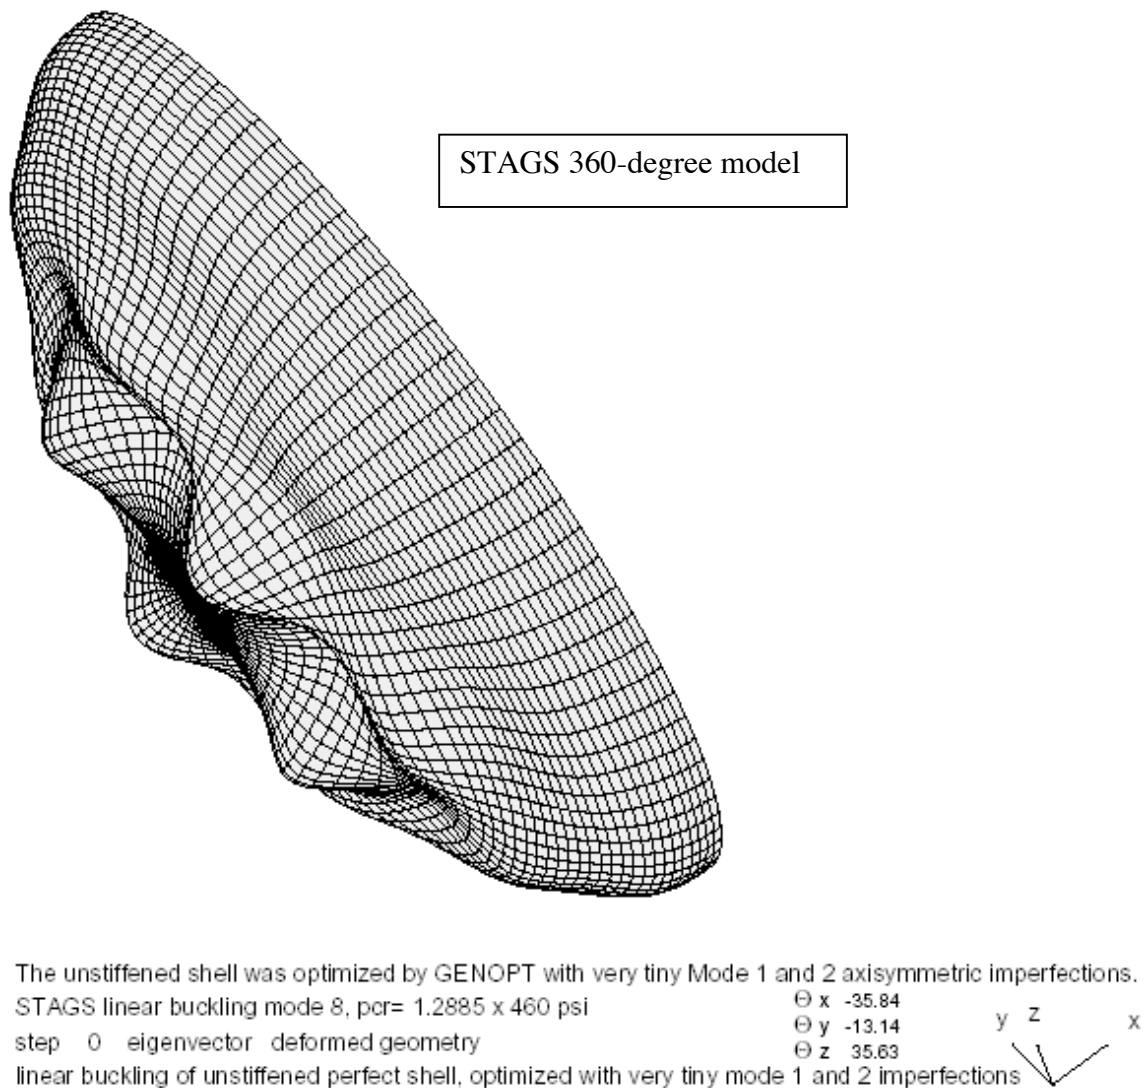 STAGS 360-degree model
The unstiffened shell was optimized by GENOPT with very tiny Mode 1 and 2 axisymmetric imperfections.
STAGS linear buckling mode 8, pcr= 1.2885 x 460 psi
Θ x -35.84
Θ y -13.14
Θ z 35.63
step 0 eigenvector deformed geometry
linear buckling of unstiffened perfect shell, optimized with very tiny mode 1 and 2 imperfections
y z x